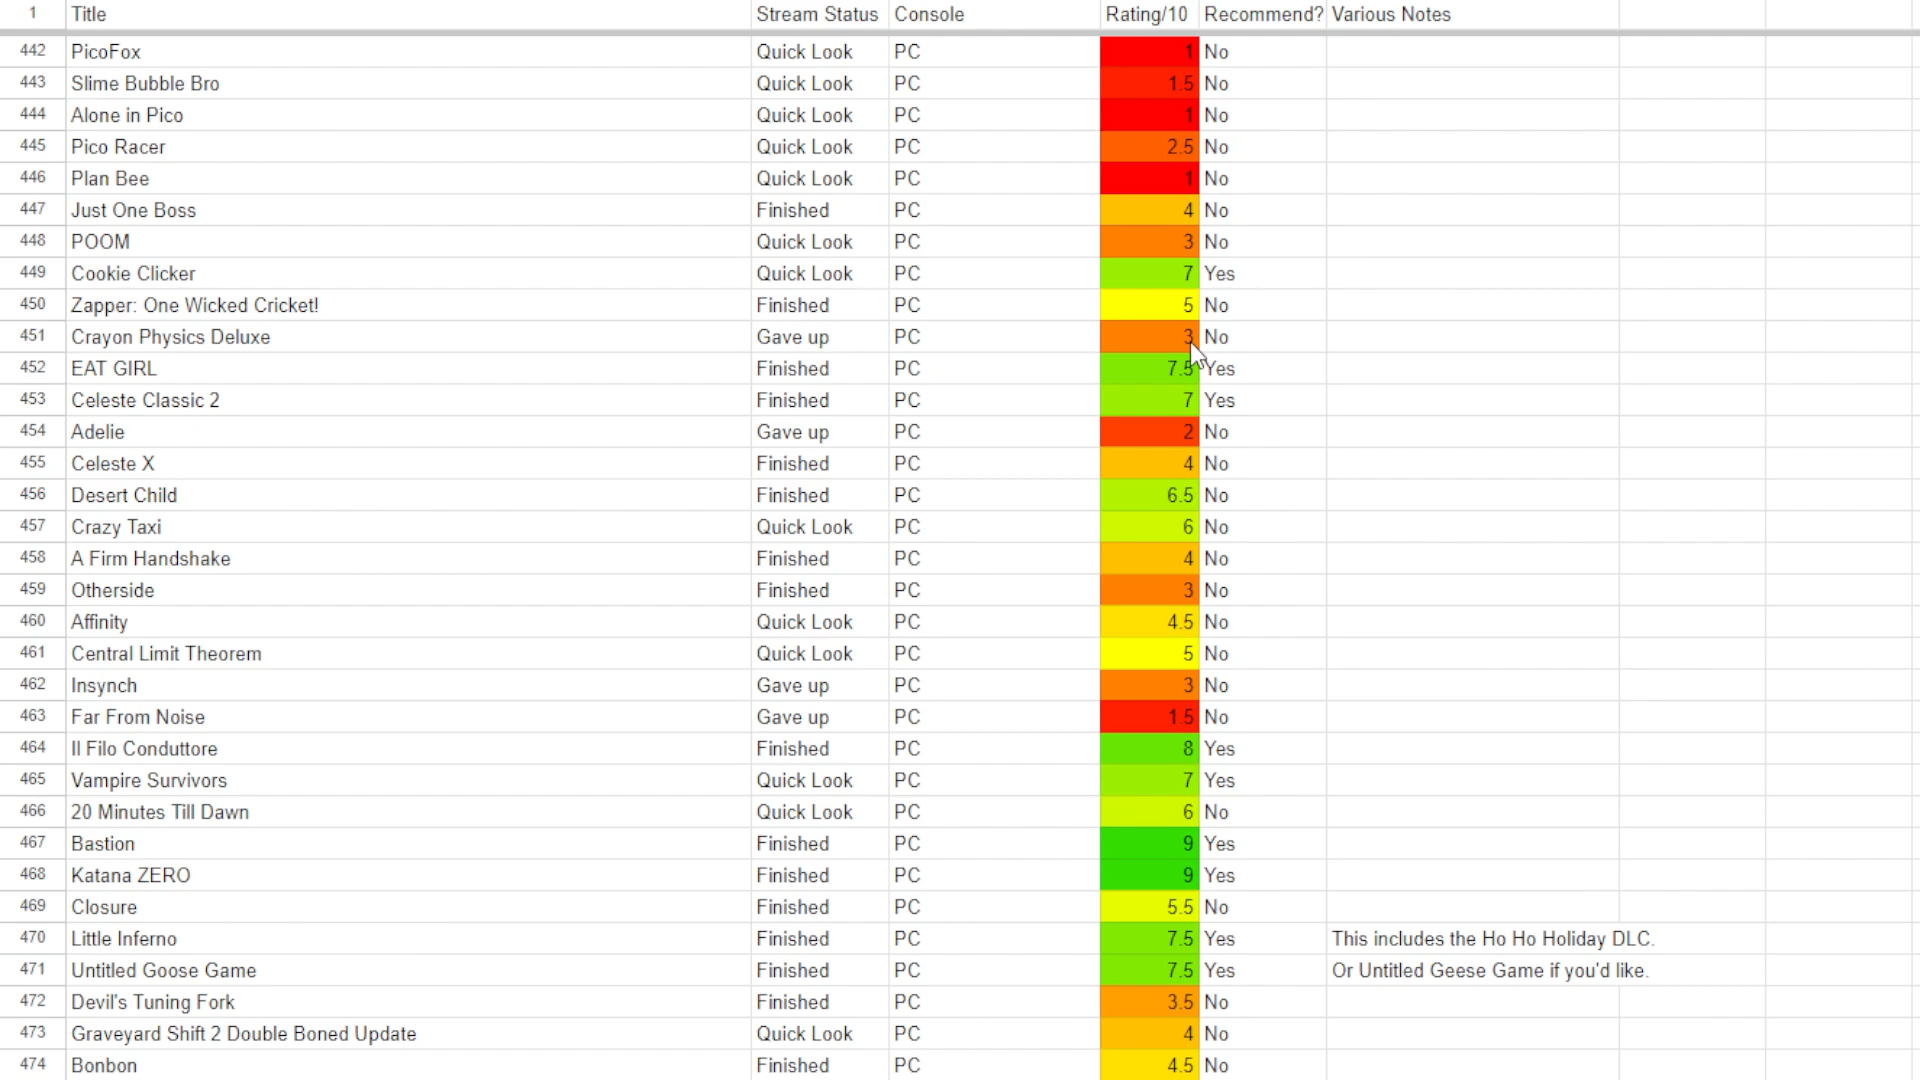 1 Title Stream Status Console Rating/10 Recommend? Various Notes
442 PicoFox Quick Look PC 1 No
443 Slime Bubble Bro Quick Look PC 1.5 No
444 Alone in Pico Quick Look PC 1 No
445 Pico Racer Quick Look PC 2.5 No
446 Plan Bee Quick Look PC 1 No
447 Just One Boss Finished PC 4 No
448 POOM Quick Look PC 3 No
449 Cookie Clicker Quick Look PC 7 Yes
450 Zapper: One Wicked Cricket! Finished PC 5 No
451 Crayon Physics Deluxe Gave up PC 3 No
452 EAT GIRL Finished PC 7.5 Yes
453 Celeste Classic 2 Finished PC 7 Yes
454 Adelie Gave up PC 2 No
455 Celeste X Finished PC 4 No
456 Desert Child Finished PC 6.5 No
457 Crazy Taxi Quick Look PC 6 No
458 A Firm Handshake Finished PC 4 No
459 Otherside Finished PC 3 No
460 Affinity Quick Look PC 4.5 No
461 Central Limit Theorem Quick Look PC 5 No
462 Insynch Gave up PC 3 No
463 Far From Noise Gave up PC 1.5 No
464 Il Filo Conduttore Finished PC 8 Yes
465 Vampire Survivors Quick Look PC 7 Yes
466 20 Minutes Till Dawn Quick Look PC 6 No
467 Bastion Finished PC 9 Yes
468 Katana ZERO Finished PC 9 Yes
469 Closure Finished PC 5.5 No
470 Little Inferno Finished PC 7.5 Yes This includes the Ho Ho Holiday DLC.
471 Untitled Goose Game Finished PC 7.5 Yes Or Untitled Geese Game if you'd like.
472 Devil's Tuning Fork Finished PC 3.5 No
473 Graveyard Shift 2 Double Boned Update Quick Look PC 4 No
474 Bonbon Finished PC 4.5 No